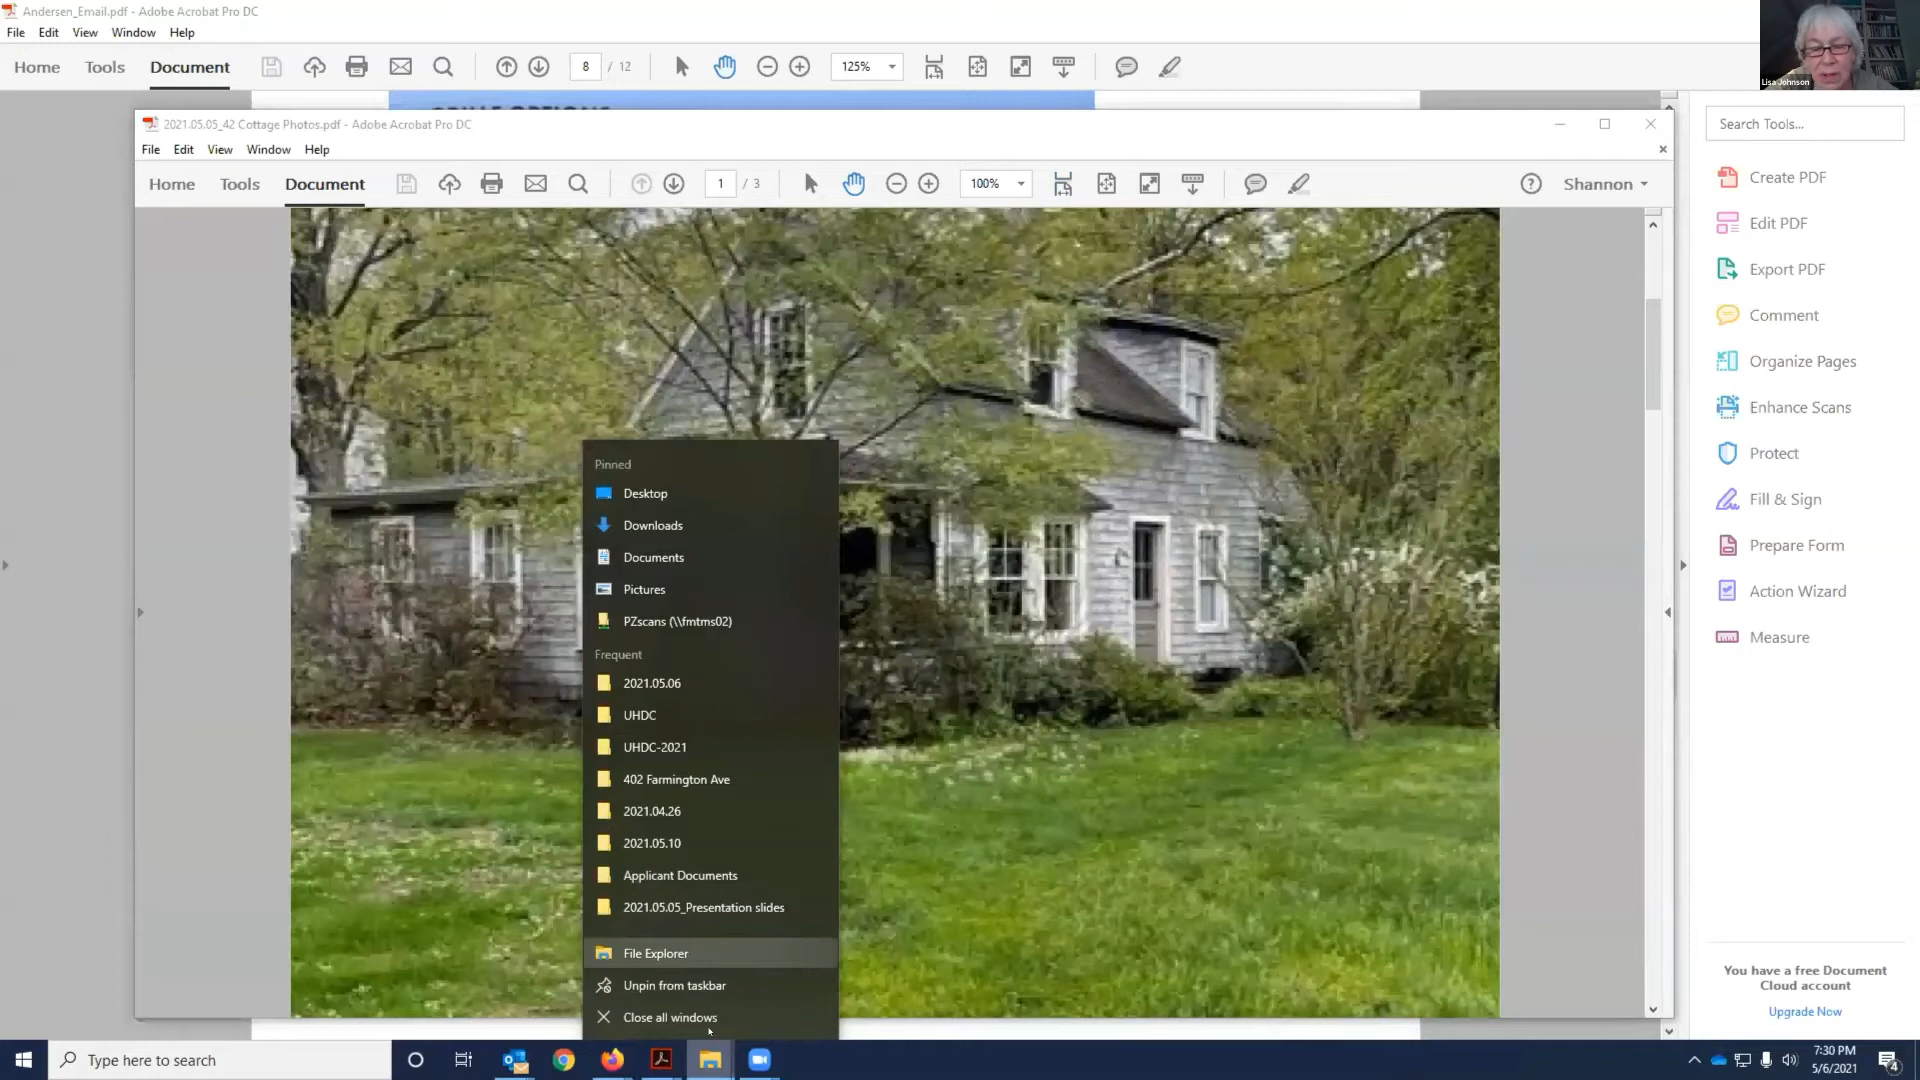 Andersen_Email.pdf - Adobe Acrobat Pro DC
File Edit View Window Help
Home Tools Document 8 / 12 125%
Lisa Johnson
2021.05.05_42 Cottage Photos.pdf - Adobe Acrobat Pro DC
File Edit View Window Help
Home Tools Document 1 / 3 100% Shannon
Search Tools...
Create PDF
Edit PDF
Export PDF
Comment
Organize Pages
Enhance Scans
Protect
Fill & Sign
Prepare Form
Action Wizard
Measure
You have a free Document
Cloud account
Upgrade Now
Pinned
Desktop
Downloads
Documents
Pictures
PZscans (\\fmtms02)
Frequent
2021.05.06
UHDC
UHDC-2021
402 Farmington Ave
2021.04.26
2021.05.10
Applicant Documents
2021.05.05_Presentation slides
File Explorer
Unpin from taskbar
Close all windows
Type here to search
7:30 PM
5/6/2021
4